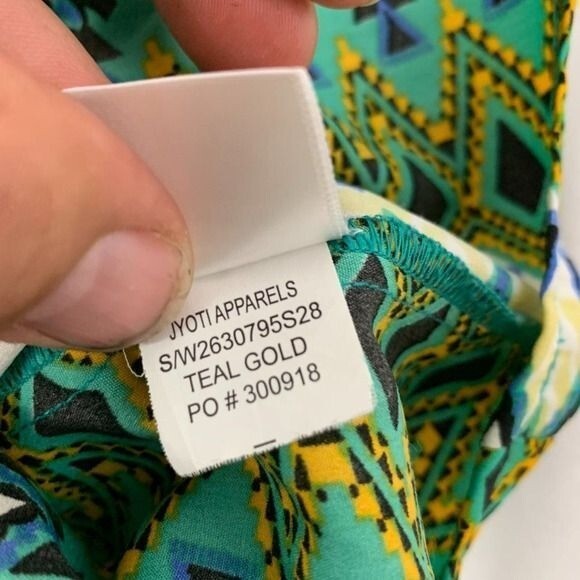 JYOTI APPARELS
S/W2630795S28
TEAL GOLD
PO # 300918